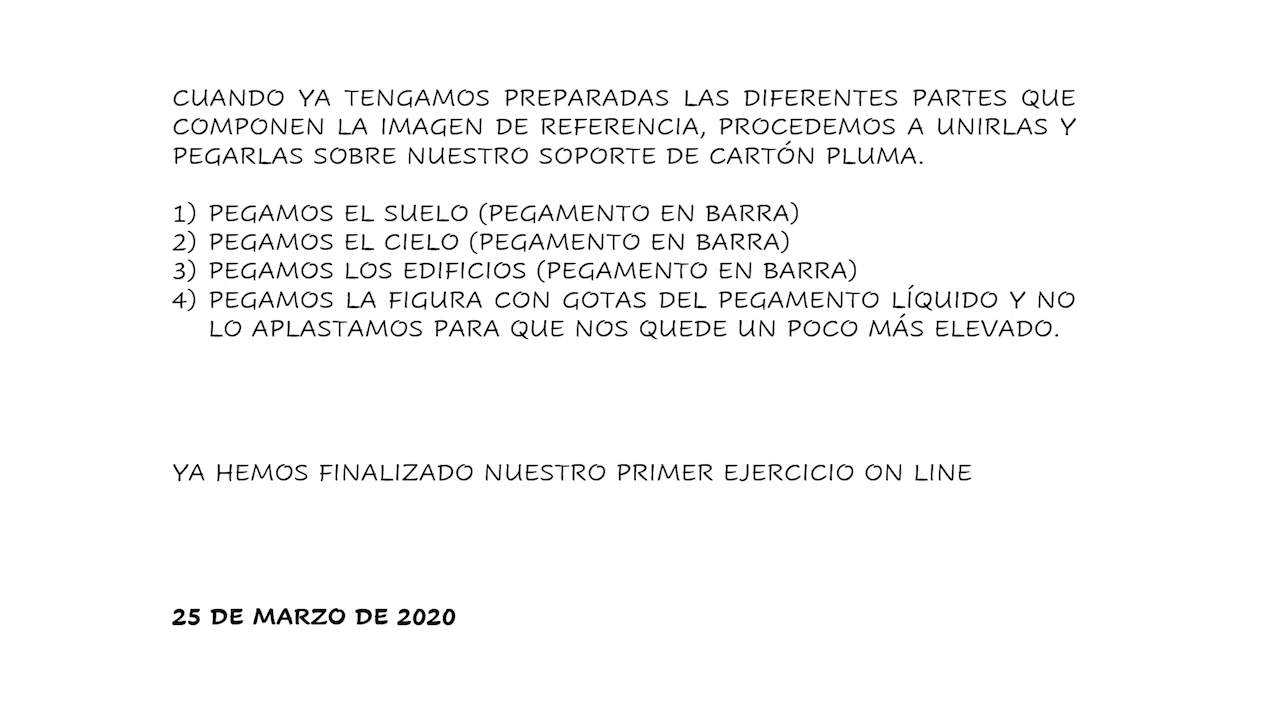 CUANDO YA TENGAMOS PREPARADAS LAS DIFERENTES PARTES QUE
COMPONEN LA IMAGEN DE REFERENCIA, PROCEDEMOS A UNIRLAS Y
PEGARLAS SOBRE NUESTRO SOPORTE DE CARTÓN PLUMA.
1) PEGAMOS EL SUELO (PEGAMENTO EN BARRA)
2) PEGAMOS EL CIELO (PEGAMENTO EN BARRA)
3) PEGAMOS LOS EDIFICIOS (PEGAMENTO EN BARRA)
4) PEGAMOS LA FIGURA CON GOTAS DEL PEGAMENTO LÍQUIDO Y NO
LO APLASTAMOS PARA QUE NOS QUEDE UN POCO MÁS ELEVADO.
YA HEMOS FINALIZADO NUESTRO PRIMER EJERCICIO ON LINE
25 DE MARZO DE 2020